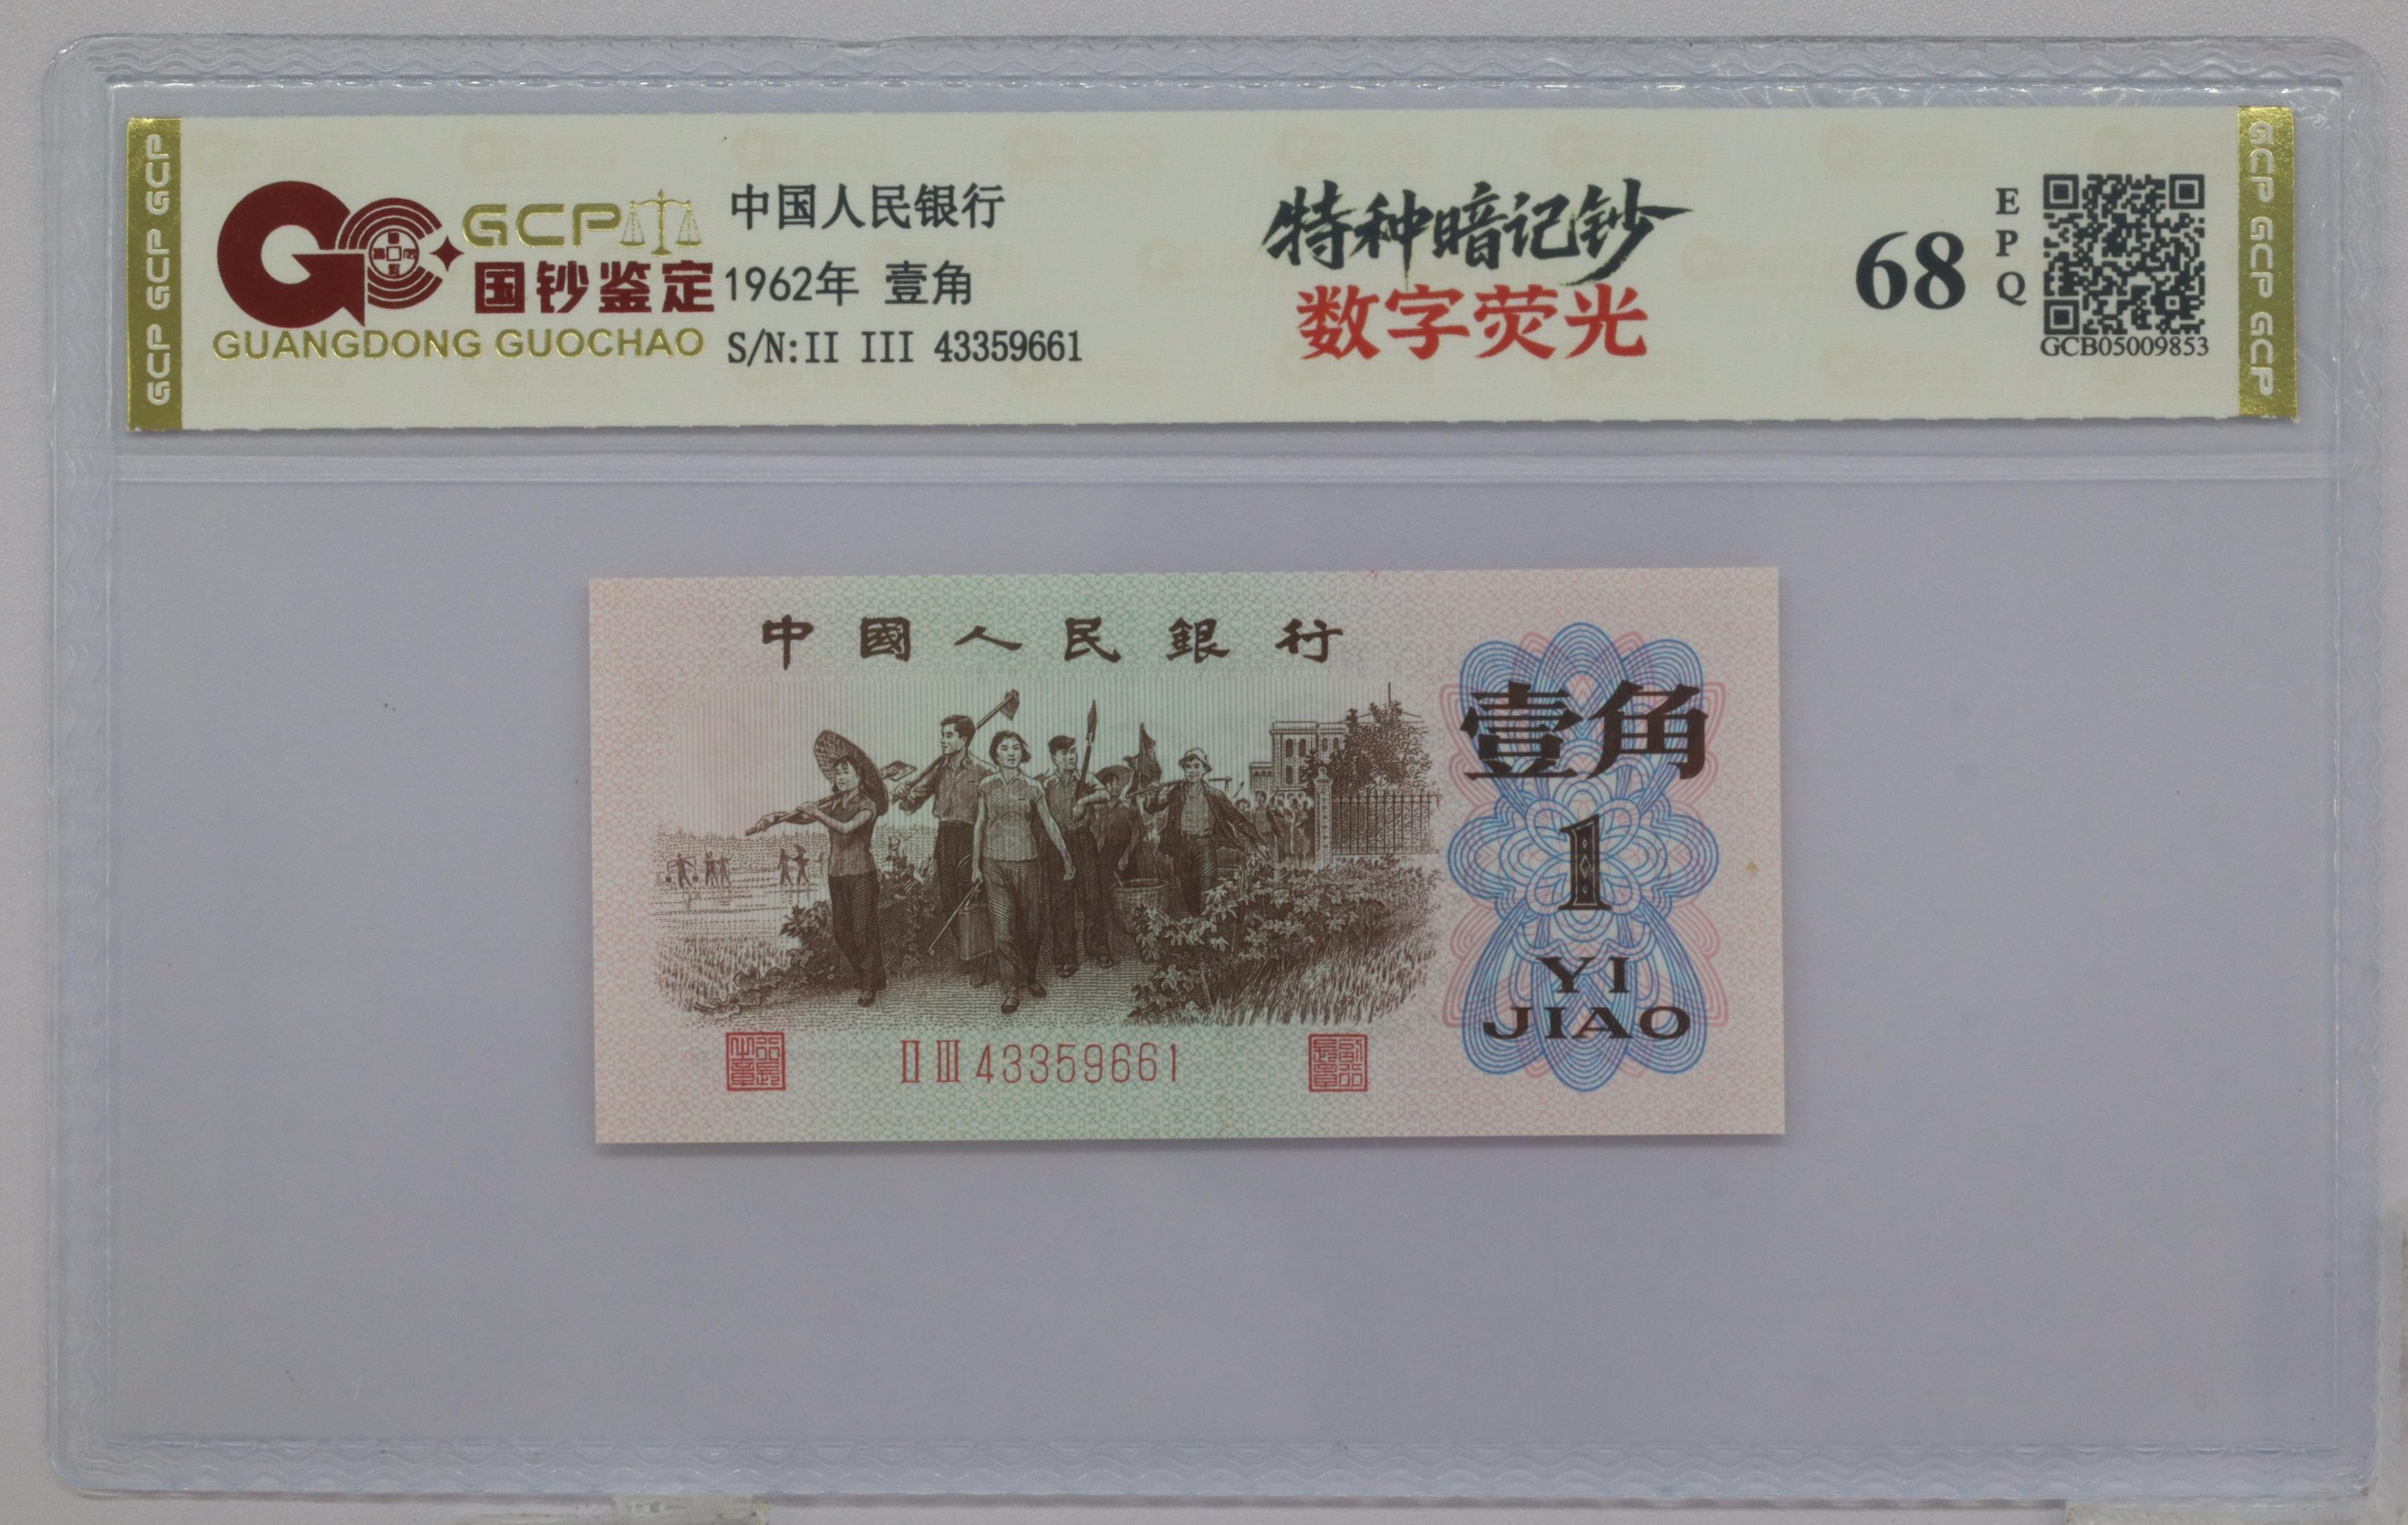 GCP GCP GCP
GCP
国钞鉴定
GUANGDONG GUOCHAO
中国人民银行
1962年 壹角
S/N:II III 43359661
特种暗记钞
数字荧光
68
EPQ
GCB05009853
GCP GCP GCP
中國人民銀行
壹角
1
YI
JIAO
II III 43359661